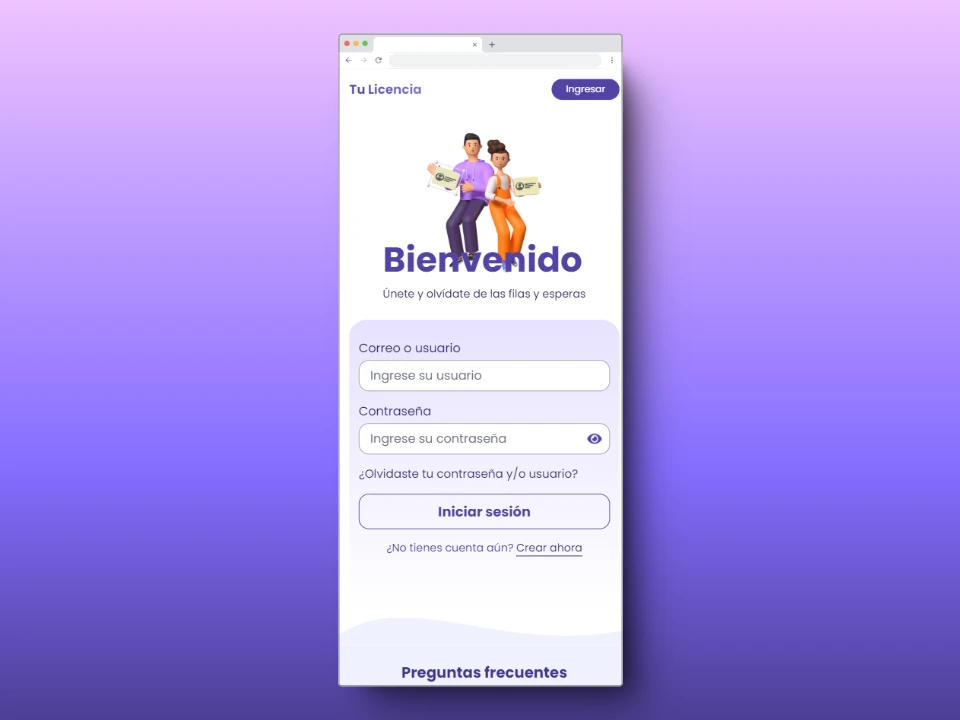 Tu Licencia
Ingresar
Bienvenido
Únete y olvídate de las filas y esperas
Correo o usuario
Ingrese su usuario
Contraseña
Ingrese su contraseña
¿Olvidaste tu contraseña y/o usuario?
Iniciar sesión
¿No tienes cuenta aún? Crear ahora
Preguntas frecuentes